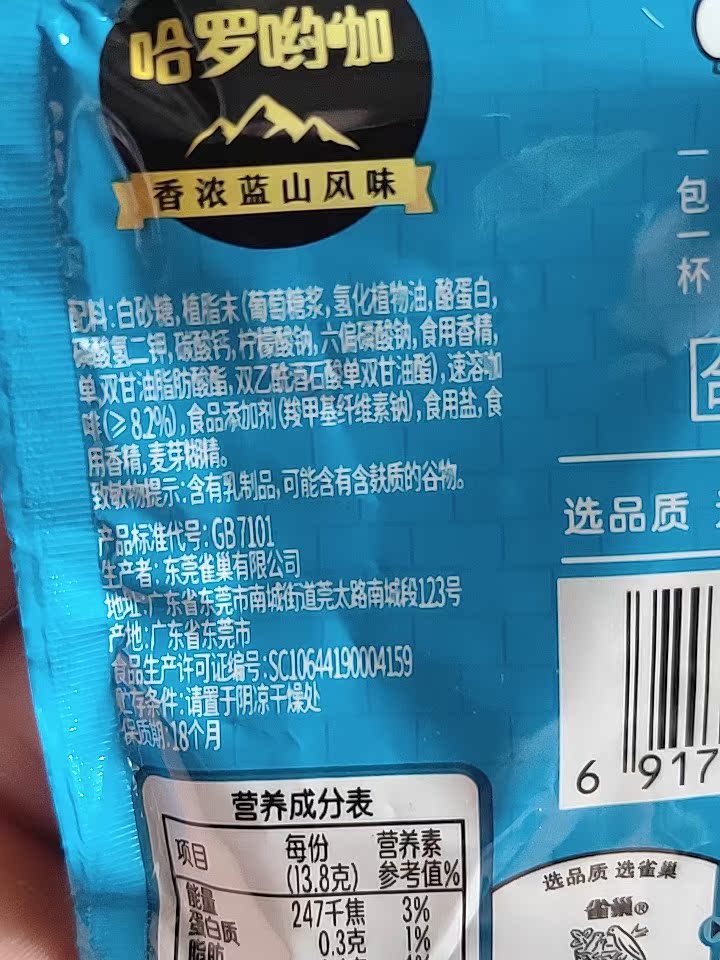 哈罗哟咖
香浓蓝山风味
一包一杯
配料:白砂糖,植脂末(葡萄糖浆,氢化植物油,酪蛋白,
磷酸氢二钾,碳酸钙,柠檬酸钠,六偏磷酸钠,食用香精,
单,双甘油脂肪酸酯,双乙酰酒石酸单双甘油酯),速溶咖
啡(≥8.2%),食品添加剂(羧甲基纤维素钠),食用盐,食
用香精,麦芽糊精。
致敏物提示:含有乳制品,可能含有含麸质的谷物。
产品标准代号:GB 7101
生产者:东莞雀巢有限公司
地址:广东省东莞市南城街道莞太路南城段123号
产地:广东省东莞市
食品生产许可证编号:SC10644190004159
贮存条件:请置于阴凉干燥处
保质期:18个月
选品质
6 917
营养成分表
项目 每份(13.8克) 营养素参考值%
能量 247千焦 3%
蛋白质 0.3克 1%
脂肪
选品质 选雀巢
雀巢®